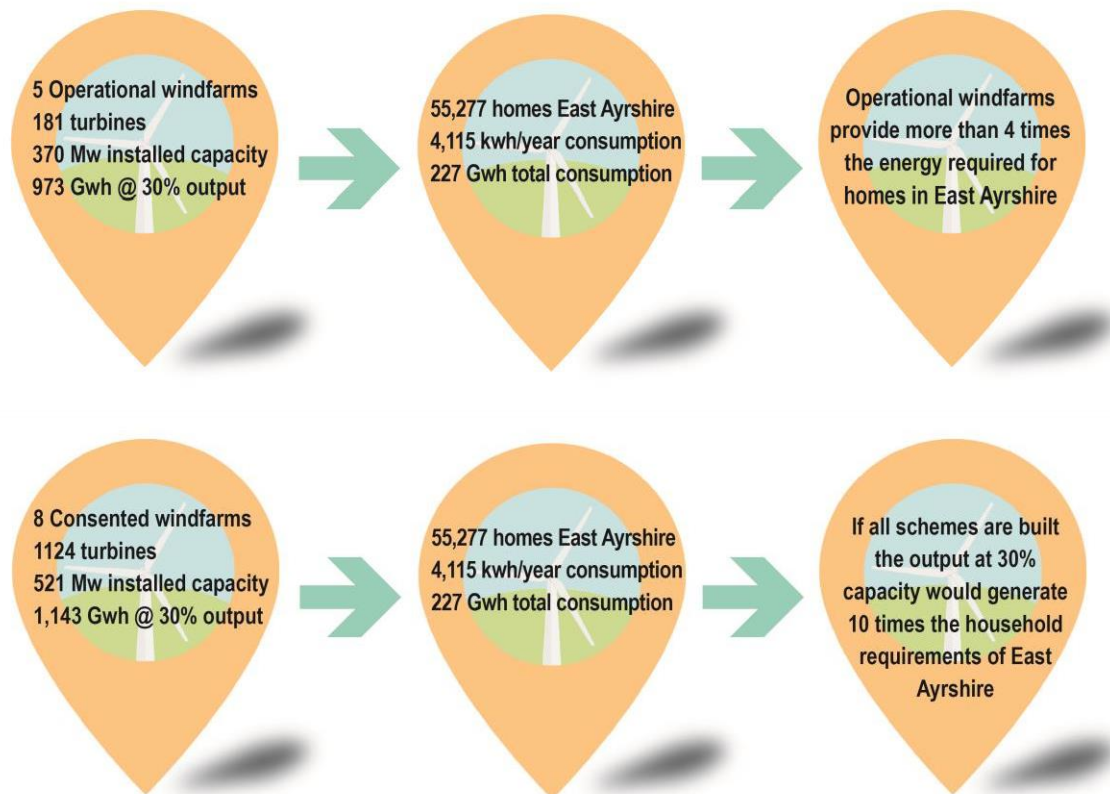 5 Operational windfarms
181 turbines
370 Mw installed capacity
973 Gwh @ 30% output
55,277 homes East Ayrshire
4,115 kwh/year consumption
227 Gwh total consumption
Operational windfarms
provide more than 4 times
the energy required for
homes in East Ayrshire
8 Consented windfarms
1124 turbines
521 Mw installed capacity
1,143 Gwh @ 30% output
55,277 homes East Ayrshire
4,115 kwh/year consumption
227 Gwh total consumption
If all schemes are built
the output at 30%
capacity would generate
10 times the household
requirements of East
Ayrshire